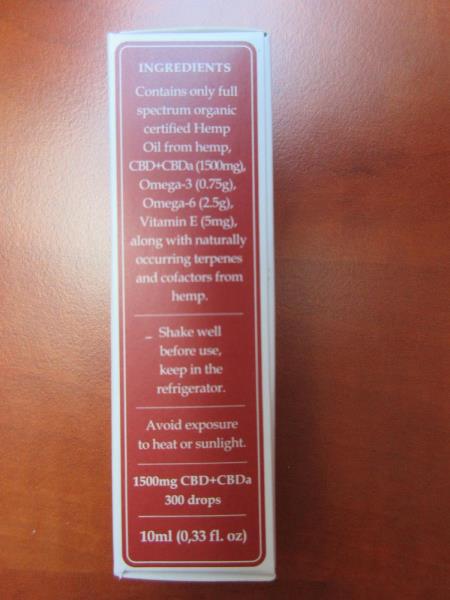 INGREDIENTS
Contains only full
spectrum organic
certified Hemp
Oil from hemp,
CBD+CBDa (1500mg),
Omega-3 (0.75g),
Omega-6 (2.5g),
Vitamin E (5mg),
along with naturally
occurring terpenes
and cofactors from
hemp.
Shake well
before use,
keep in the
refrigerator.
Avoid exposure
to heat or sunlight.
1500mg CBD+CBDa
300 drops
10ml (0,33 fl. oz)